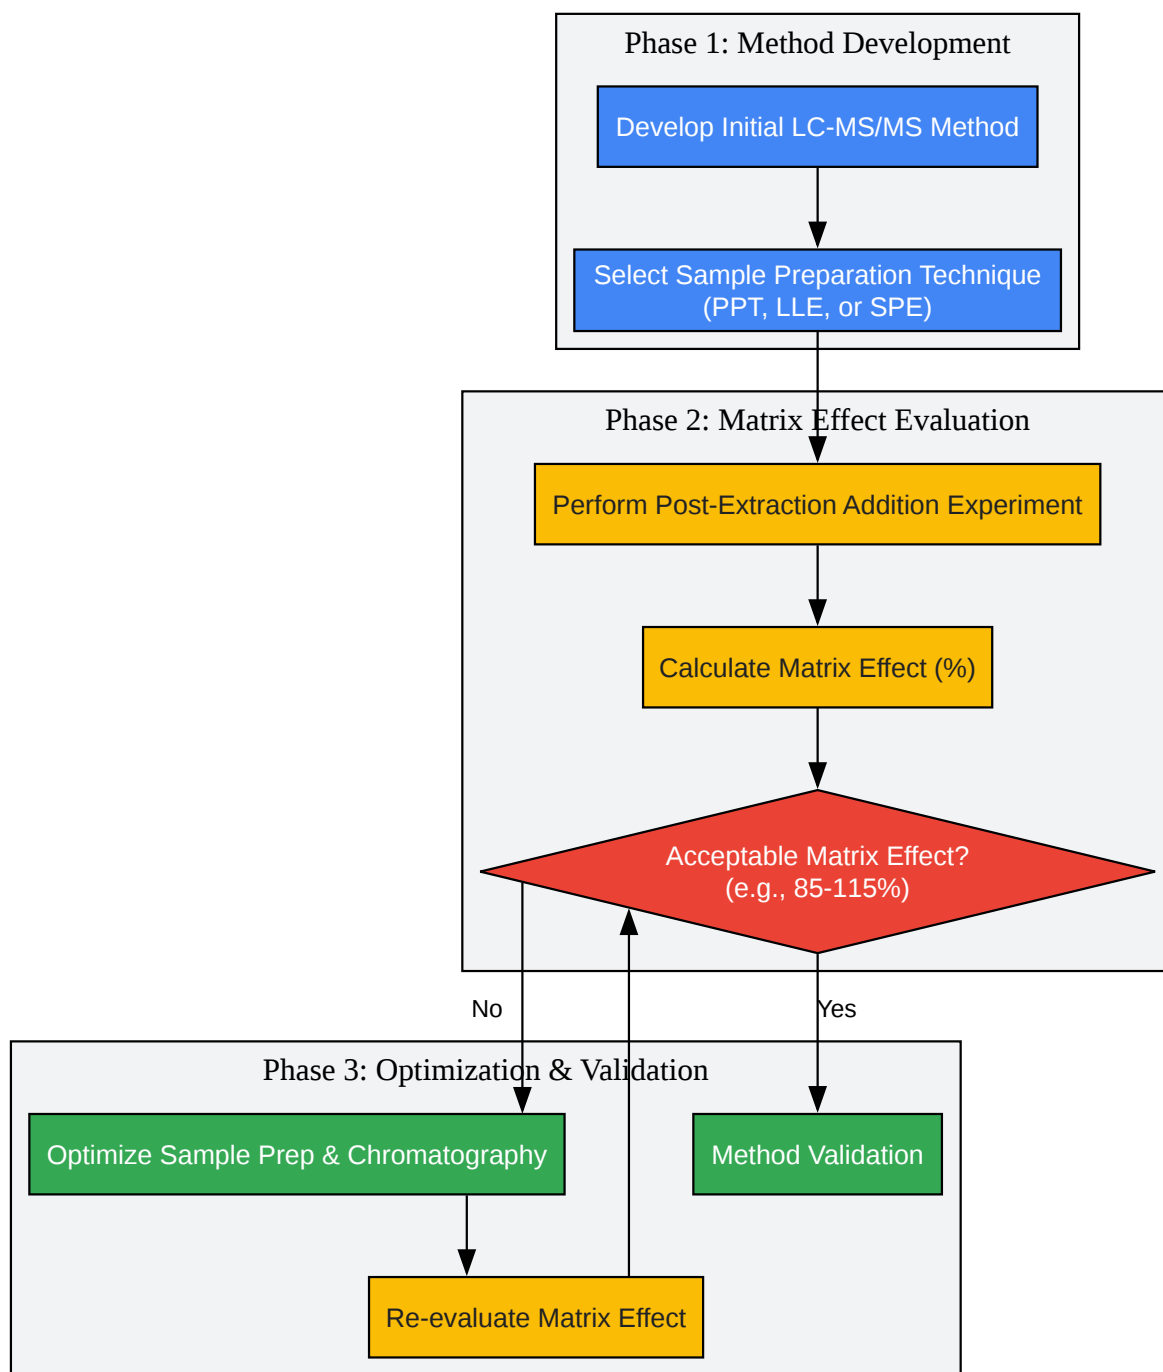 Phase 1: Method Development
Develop Initial LC-MS/MS Method
Select Sample Preparation Technique
(PPT, LLE, or SPE)
Phase 2: Matrix Effect Evaluation
Perform Post-Extraction Addition Experiment
Calculate Matrix Effect (%)
Acceptable Matrix Effect?
(e.g., 85-115%)
No
Yes
Phase 3: Optimization & Validation
Optimize Sample Prep & Chromatography
Method Validation
Re-evaluate Matrix Effect